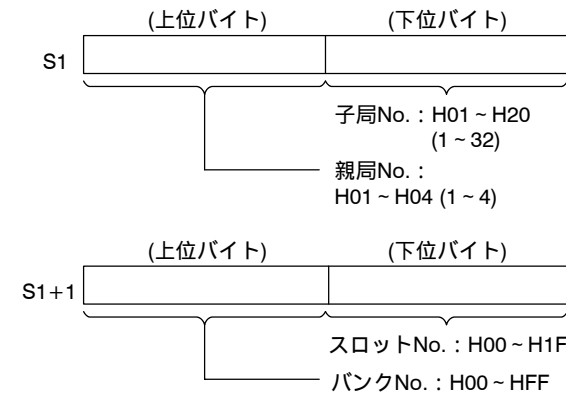 (上位バイト) (下位バイト)
S1
子局No.：H01～H20
(1～32)
親局No.：
H01～H04 (1～4)
(上位バイト) (下位バイト)
S1+1
スロットNo.：H00～H1F
バンクNo.：H00～HFF